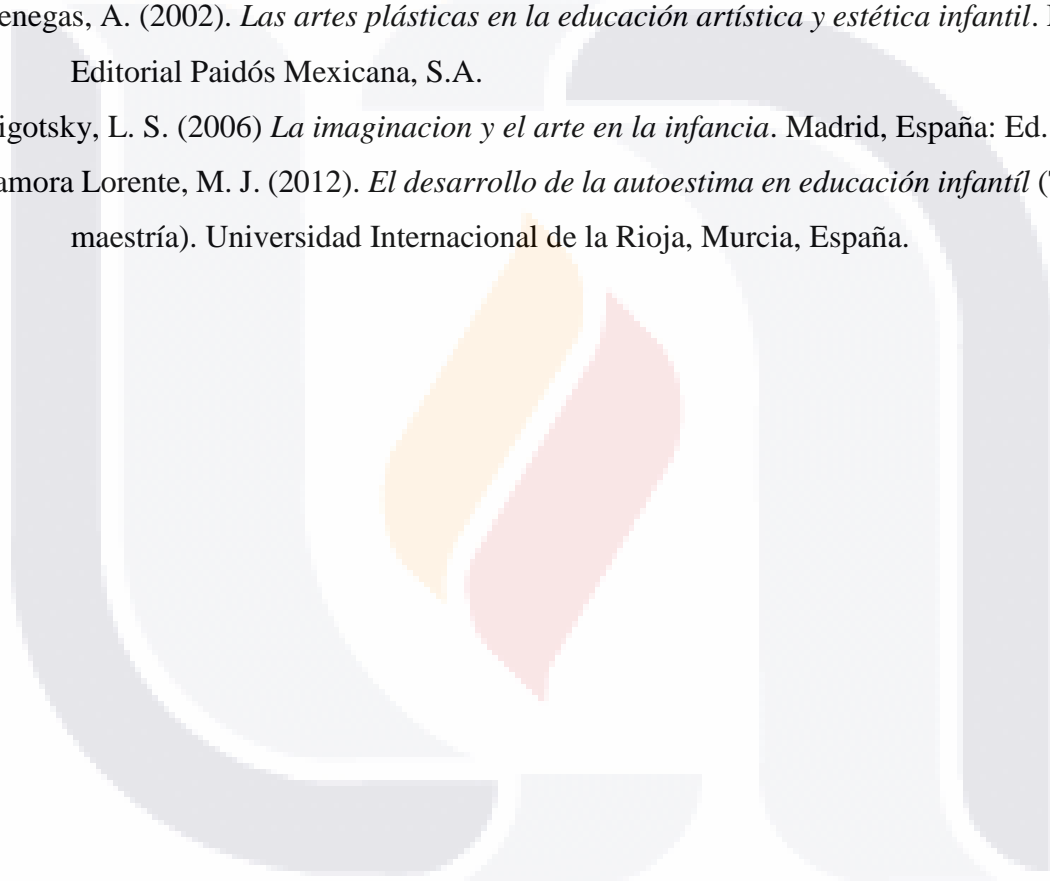 enegas, A. (2002). Las artes plásticas en la educación artística y estética infantil.
Editorial Paidós Mexicana, S.A.
igotsky, L. S. (2006) La imaginacion y el arte en la infancia. Madrid, España: Ed.
amora Lorente, M. J. (2012). El desarrollo de la autoestima en educación infantíl (
maestría). Universidad Internacional de la Rioja, Murcia, España.